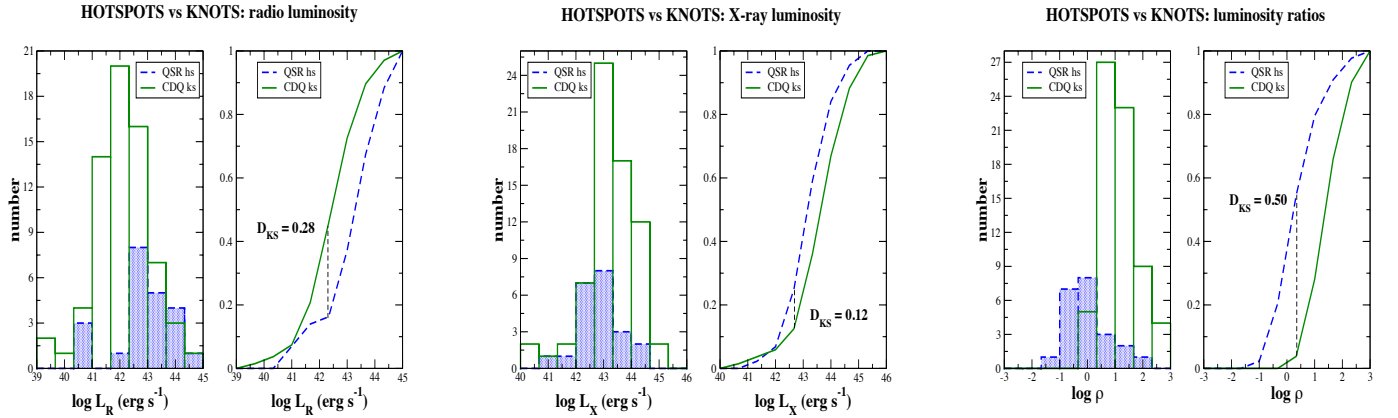 HOTSPOTS vs KNOTS: radio luminosity
number
21
18
15
12
9
6
3
0
QSR hs
CDQ ks
39 40 41 42 43 44 45
log L_R (erg s⁻¹)
1
0.8
0.6
0.4
0.2
0
QSR hs
CDQ ks
D_KS = 0.28
39 40 41 42 43 44 45
log L_R (erg s⁻¹)
HOTSPOTS vs KNOTS: X-ray luminosity
number
24
21
18
15
12
9
6
3
0
QSR hs
CDQ ks
40 41 42 43 44 45 46
log L_X (erg s⁻¹)
1
0.8
0.6
0.4
0.2
0
QSR hs
CDQ ks
D_KS = 0.12
40 41 42 43 44 45 46
log L_X (erg s⁻¹)
HOTSPOTS vs KNOTS: luminosity ratios
number
27
24
21
18
15
12
9
6
3
0
QSR hs
CDQ ks
-3 -2 -1 0 1 2 3
log ρ
1
0.8
0.6
0.4
0.2
0
QSR hs
CDQ ks
D_KS = 0.50
-3 -2 -1 0 1 2 3
log ρ